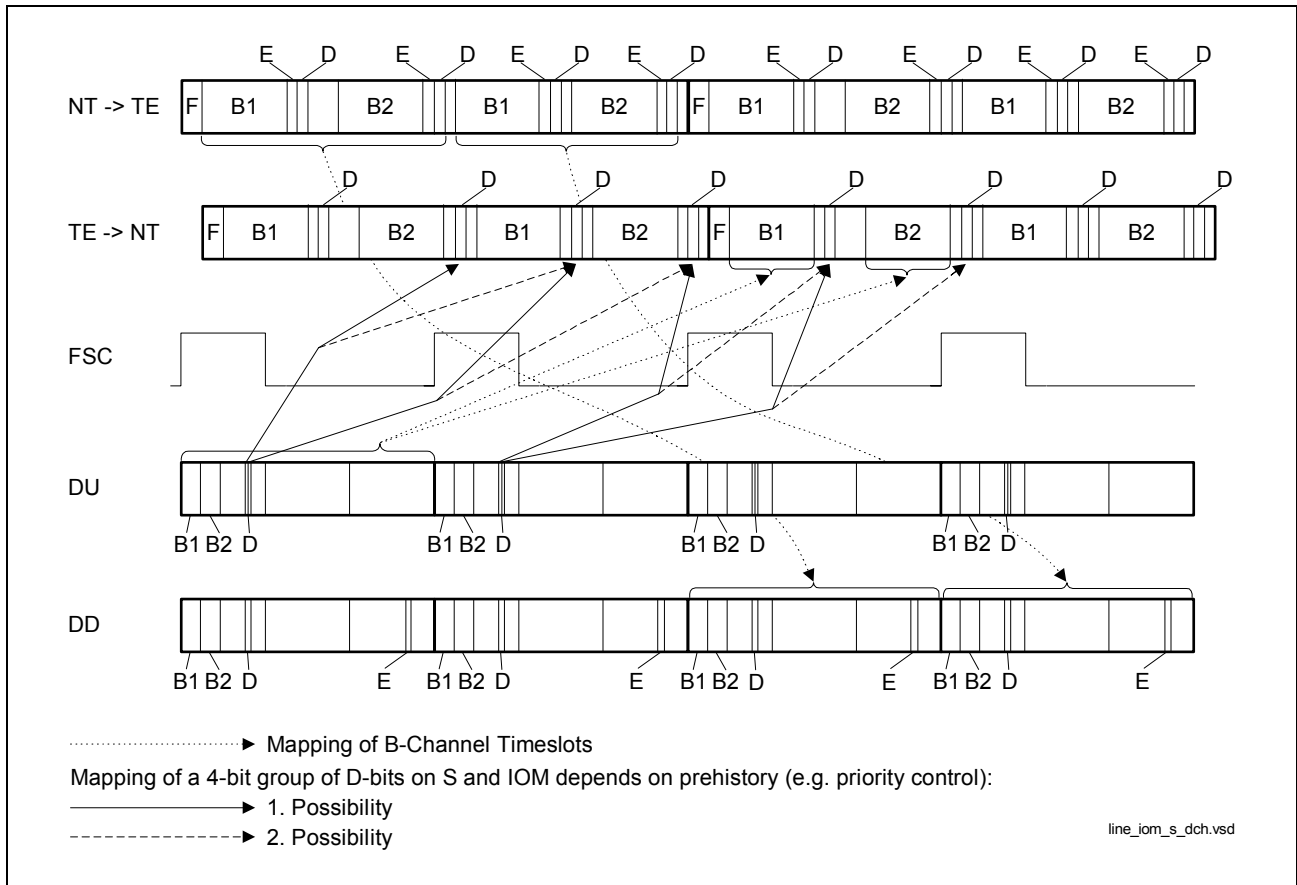 E D E D E D E D E D E D E D E D
NT -> TE F B1 B2 B1 B2 F B1 B2 B1 B2
D D D D D D D D
TE -> NT F B1 B2 B1 B2 F B1 B2 B1 B2
FSC
DU
B1 B2 D B1 B2 D B1 B2 D B1 B2 D
DD
B1 B2 D E B1 B2 D E B1 B2 D E B1 B2 D E
Mapping of B-Channel Timeslots
Mapping of a 4-bit group of D-bits on S and IOM depends on prehistory (e.g. priority control):
1. Possibility
2. Possibility
line_iom_s_dch.vsd